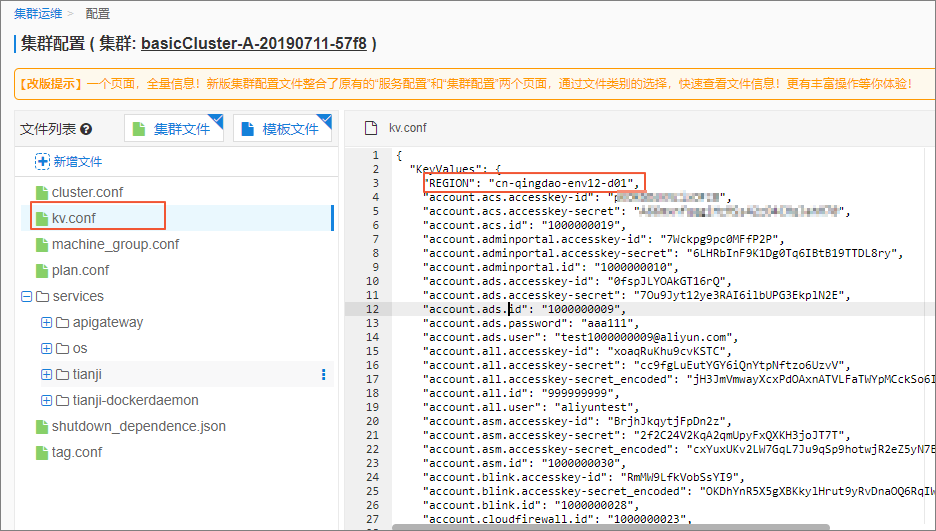 集群运维 > 配置
集群配置 ( 集群: basicCluster-A-20190711-57f8 )
【改版提示】一个页面，全量信息！新版集群配置文件整合了原有的“服务配置”和“集群配置”两个页面，通过文件类别的选择，快速查看文件信息！更有丰富操作等你体验！
文件列表 集群文件 模板文件
新增文件
cluster.conf
kv.conf
machine_group.conf
plan.conf
services
apigateway
os
tianji
tianji-dockerdaemon
shutdown_dependence.json
tag.conf
kv.conf
1 {
2 "KeyValues": {
3 "REGION": "cn-qingdao-env12-d01",
4 "account.acs.accesskey-id":
5 "account.acs.accesskey-secret":
6 "account.acs.id": "1000000019",
7 "account.adminportal.accesskey-id": "7Wckpg9pc0MFfP2P",
8 "account.adminportal.accesskey-secret": "6LHRbInF9K1Dg0Tq6IBtB19TTDL8ry",
9 "account.adminportal.id": "1000000010",
10 "account.ads.accesskey-id": "0fspJLYOAkGT16rQ",
11 "account.ads.accesskey-secret": "7Ou9Jyt12ye3RAI6ilbUPG3EkplN2E",
12 "account.ads.id": "1000000009",
13 "account.ads.password": "aaa111",
14 "account.ads.user": "test1000000009@aliyun.com",
15 "account.all.accesskey-id": "xoaqRuKhu9cvKSTC",
16 "account.all.accesskey-secret": "cc9fgLuEutYGY6iQnYtpNftzo6UzvV",
17 "account.all.accesskey-secret_encoded": "jH3JmVmwayXcxPdOAxnATVLFaTWYpMCckSo6I
18 "account.all.id": "999999999",
19 "account.all.user": "aliyuntest",
20 "account.asm.accesskey-id": "BrjhJkqytjFpDn2z",
21 "account.asm.accesskey-secret": "2f2C24V2KqA2qmUpyFxQXKH3joJT7T",
22 "account.asm.accesskey-secret_encoded": "cxYuxUKv2LW7GqL7Ju9qSp9hotwjR2eZ5yN7E
23 "account.asm.id": "1000000030",
24 "account.blink.accesskey-id": "RmMW9LfkVobSsYI9",
25 "account.blink.accesskey-secret_encoded": "OKDhYnR5X5gXBKkylHrut9yRvDnaOQ6RqIW
26 "account.blink.id": "1000000028",
27 "account.cloudfirewall.id": "1000000023",